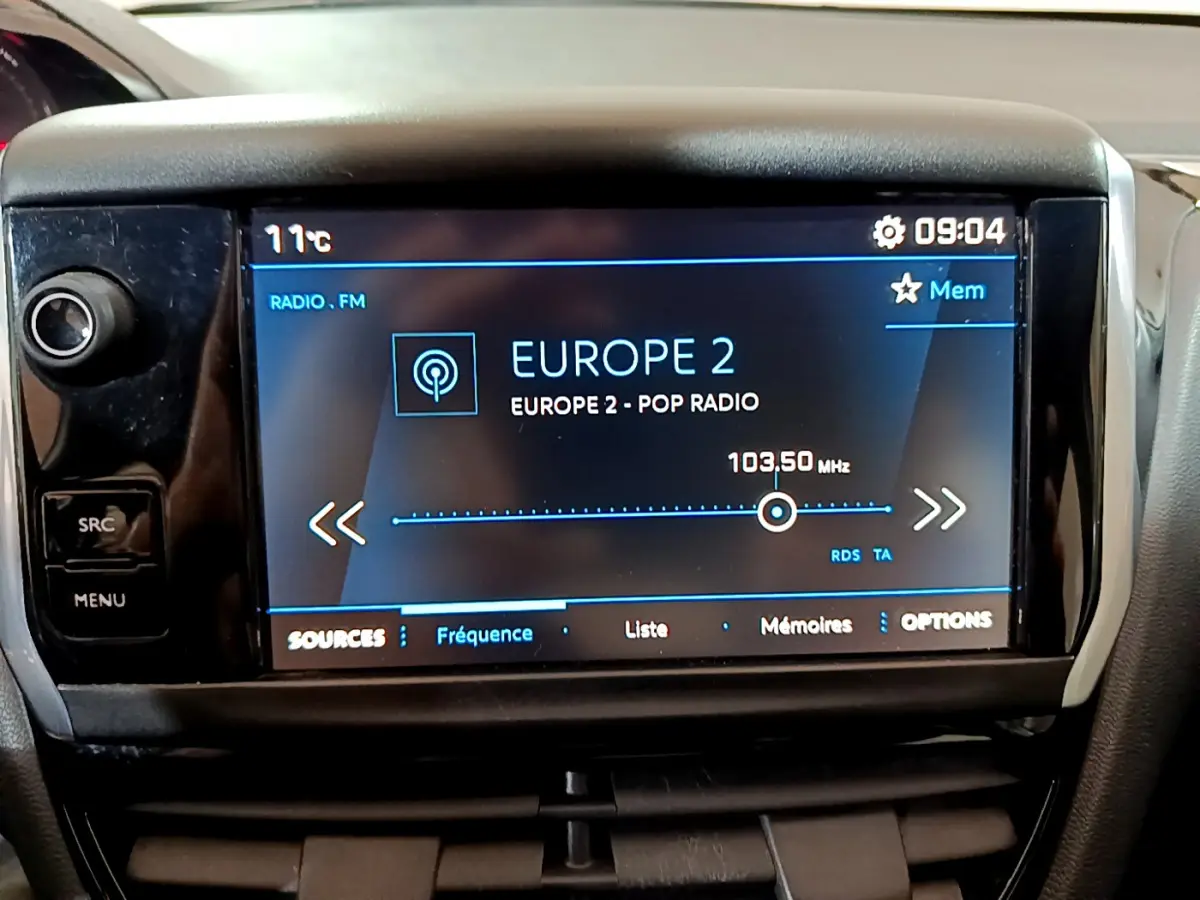 11°C
09:04
RADIO . FM
Mem
EUROPE 2
EUROPE 2 - POP RADIO
103.50 MHz
RDS TA
SRC
MENU
SOURCES Fréquence Liste Mémoires OPTIONS